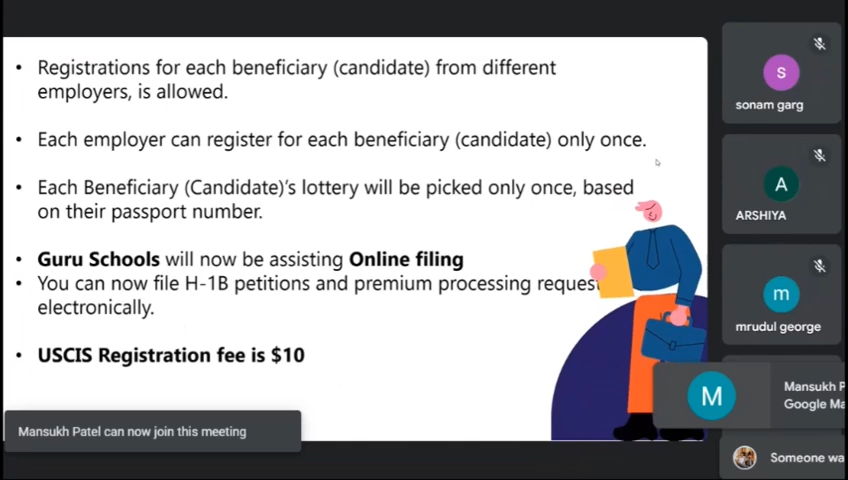 • Registrations for each beneficiary (candidate) from different
employers, is allowed.
• Each employer can register for each beneficiary (candidate) only once.
• Each Beneficiary (Candidate)'s lottery will be picked only once, based
on their passport number.
• Guru Schools will now be assisting Online filing
• You can now file H-1B petitions and premium processing request
electronically.
• USCIS Registration fee is $10
Mansukh Patel can now join this meeting
s
sonam garg
A
ARSHIYA
m
mrudul george
M
Mansukh P
Google Ma
Someone wa